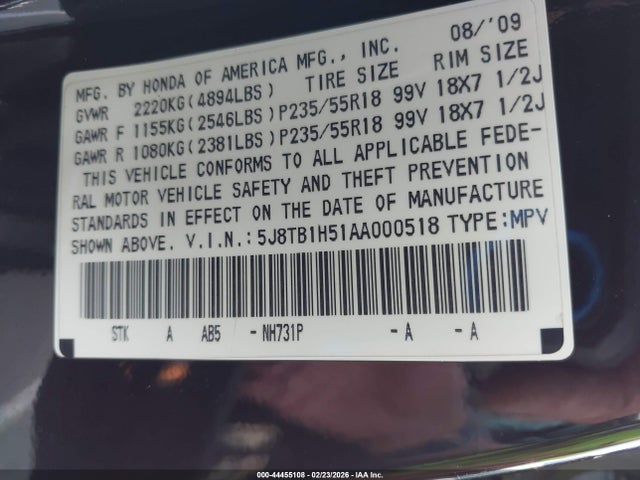 MFG. BY HONDA OF AMERICA MFG., INC. 08/'09
GVWR 2220KG(4894LBS) TIRE SIZE RIM SIZE
GAWR F 1155KG(2546LBS)P235/55R18 99V 18X7 1/2J
GAWR R 1080KG(2381LBS)P235/55R18 99V 18X7 1/2J
THIS VEHICLE CONFORMS TO ALL APPLICABLE FEDE-
RAL MOTOR VEHICLE SAFETY AND THEFT PREVENTION
STANDARDS IN EFFECT ON THE DATE OF MANUFACTURE
SHOWN ABOVE. V.I.N.:5J8TB1H51AA000518 TYPE:MPV
STK A AB5 -NH731P -A -A
000-44455108 - 02/23/2026 - IAA Inc.